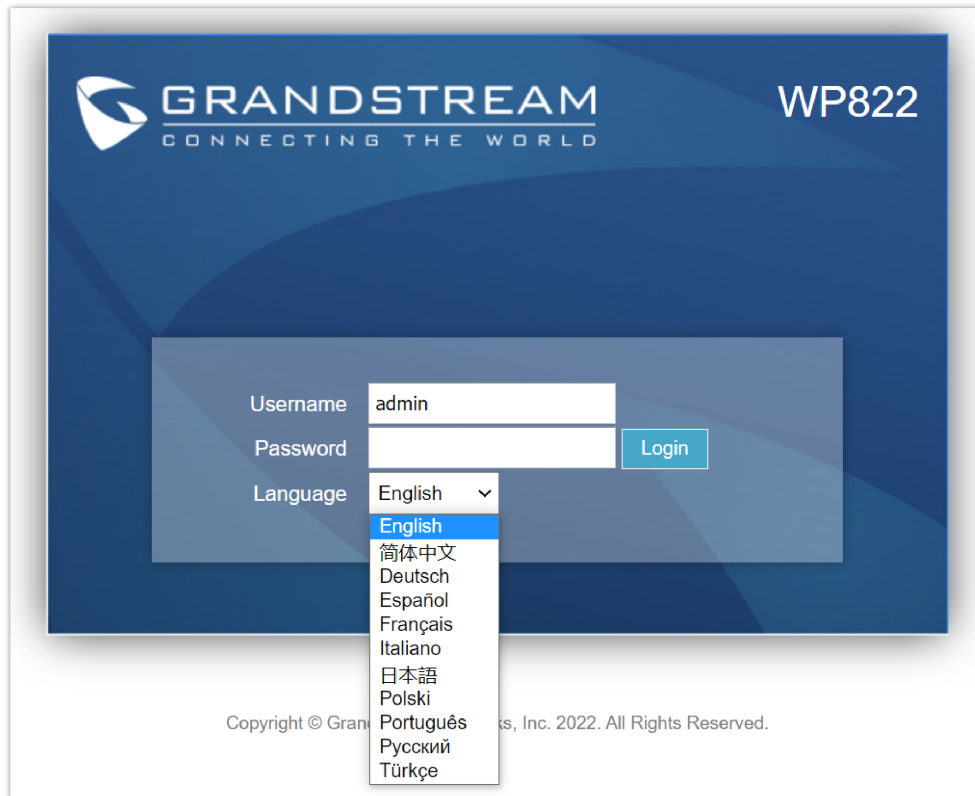 GRANDSTREAM
CONNECTING THE WORLD
WP822
Username admin
Password Login
Language English
English
简体中文
Deutsch
Español
Français
Italiano
日本語
Polski
Português
Русский
Türkçe
Copyright © Gran ks, Inc. 2022. All Rights Reserved.